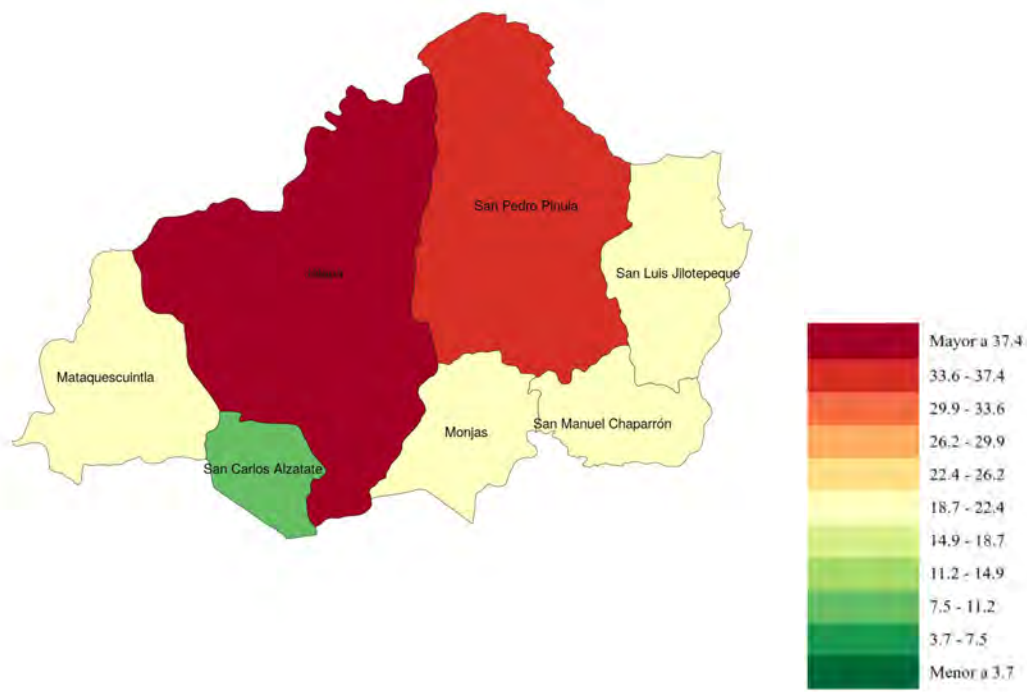 San Pedro Pinula
San Luis Jilotepeque
Mataquescuintla
Monjas
San Manuel Chaparrón
San Carlos Alzatate
Mayor a 37.4
33.6 - 37.4
29.9 - 33.6
26.2 - 29.9
22.4 - 26.2
18.7 - 22.4
14.9 - 18.7
11.2 - 14.9
7.5 - 11.2
3.7 - 7.5
Menor a 3.7